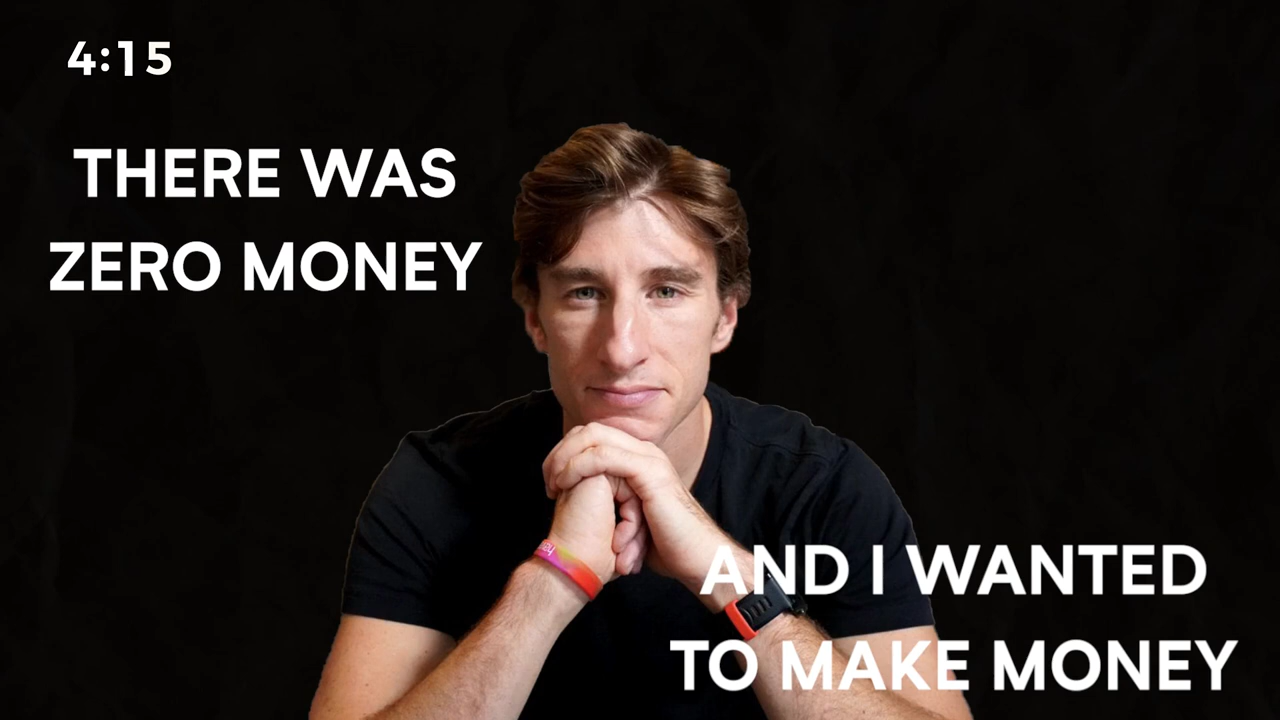 4:15
THERE WAS
ZERO MONEY
AND I WANTED
TO MAKE MONEY